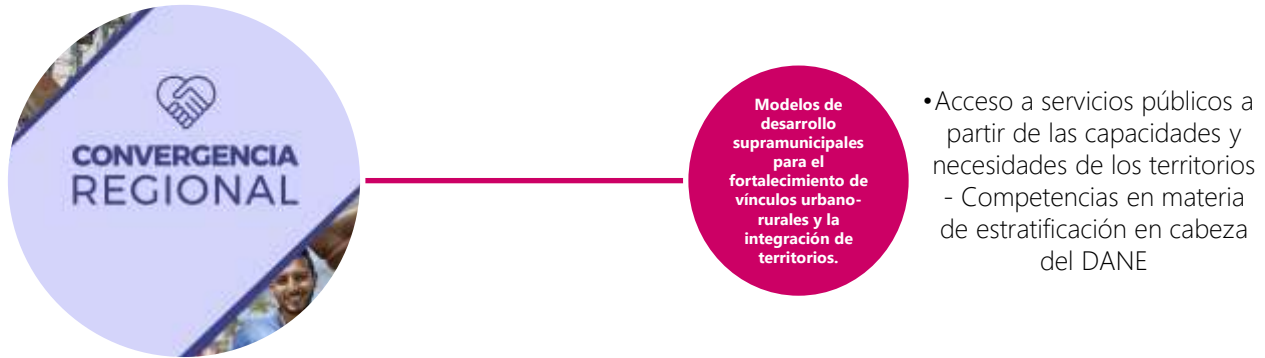 CONVERGENCIA
REGIONAL
Modelos de
desarrollo
supramunicipales
para el
fortalecimiento de
vínculos urbano-
rurales y la
integración de
territorios.
•Acceso a servicios públicos a
partir de las capacidades y
necesidades de los territorios
- Competencias en materia
de estratificación en cabeza
del DANE